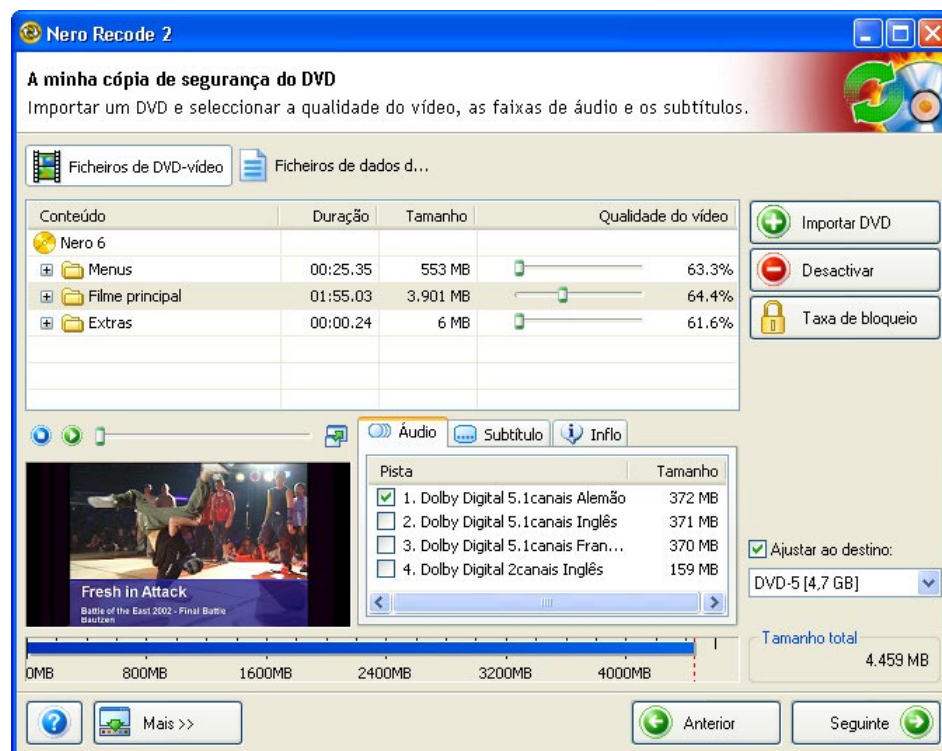 Nero Recode 2
A minha cópia de segurança do DVD
Importar um DVD e seleccionar a qualidade do vídeo, as faixas de áudio e os subtítulos.
Ficheiros de DVD-vídeo Ficheiros de dados d...
Conteúdo Duração Tamanho Qualidade do vídeo
Nero 6
Menus 00:25.35 553 MB 63.3%
Filme principal 01:55.03 3.901 MB 64.4%
Extras 00:00.24 6 MB 61.6%
Importar DVD
Desactivar
Taxa de bloqueio
Áudio Subtítulo Inflo
Pista Tamanho
1. Dolby Digital 5.1canais Alemão 372 MB
2. Dolby Digital 5.1canais Inglês 371 MB
3. Dolby Digital 5.1canais Fran... 370 MB
4. Dolby Digital 2canais Inglês 159 MB
Fresh in Attack
Battle of the East 2002 - Final Battle
Bautzen
Ajustar ao destino:
DVD-5 [4,7 GB]
Tamanho total
4.459 MB
0MB 800MB 1600MB 2400MB 3200MB 4000MB
Mais >> Anterior Seguinte